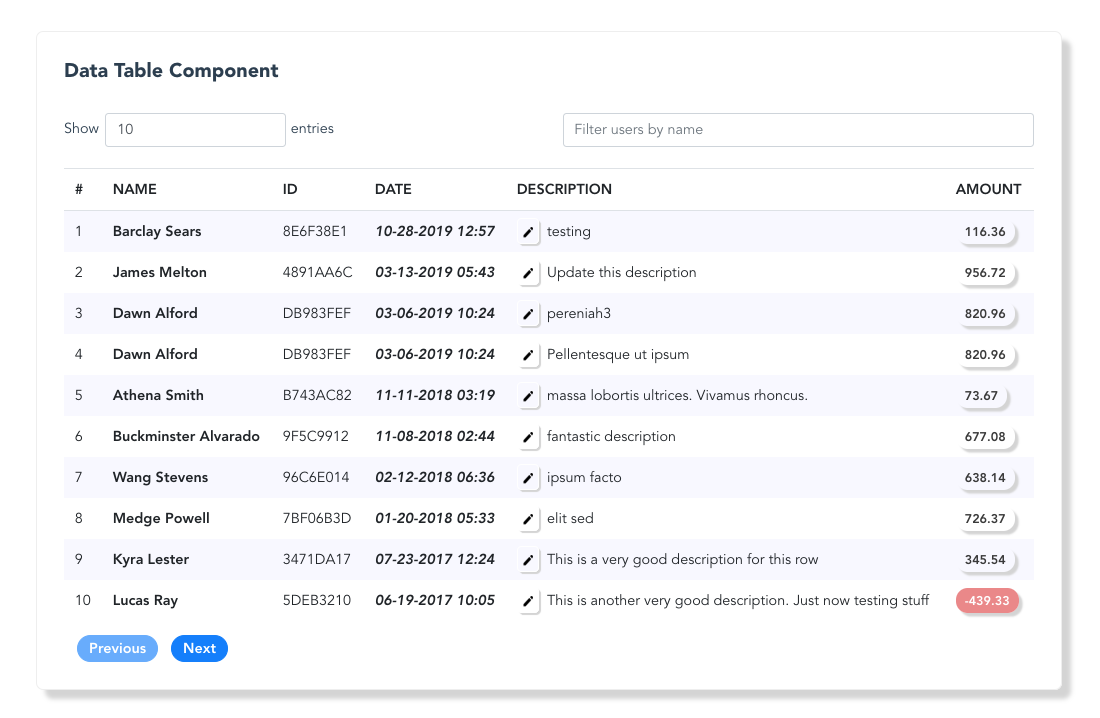 Data Table Component
Show 10 entries Filter users by name
# NAME ID DATE DESCRIPTION AMOUNT
1 Barclay Sears 8E6F38E1 10-28-2019 12:57 testing 116.36
2 James Melton 4891AA6C 03-13-2019 05:43 Update this description 956.72
3 Dawn Alford DB983FEF 03-06-2019 10:24 pereniah3 820.96
4 Dawn Alford DB983FEF 03-06-2019 10:24 Pellentesque ut ipsum 820.96
5 Athena Smith B743AC82 11-11-2018 03:19 massa lobortis ultrices. Vivamus rhoncus. 73.67
6 Buckminster Alvarado 9F5C9912 11-08-2018 02:44 fantastic description 677.08
7 Wang Stevens 96C6E014 02-12-2018 06:36 ipsum facto 638.14
8 Medge Powell 7BF06B3D 01-20-2018 05:33 elit sed 726.37
9 Kyra Lester 3471DA17 07-23-2017 12:24 This is a very good description for this row 345.54
10 Lucas Ray 5DEB3210 06-19-2017 10:05 This is another very good description. Just now testing stuff -439.33
Previous Next